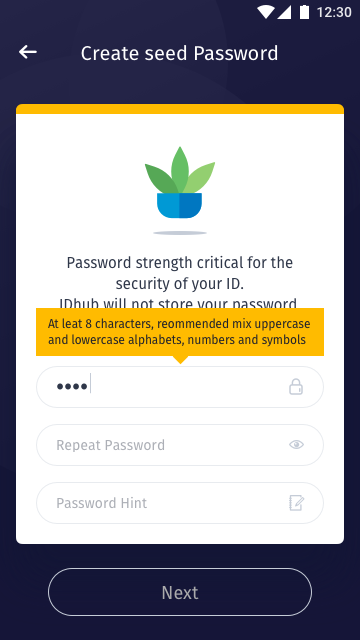 12:30
Create seed Password
Password strength critical for the
security of your ID.
IDhub will not store your password
At leat 8 characters, reommended mix uppercase
and lowercase alphabets, numbers and symbols
••••
Repeat Password
Password Hint
Next